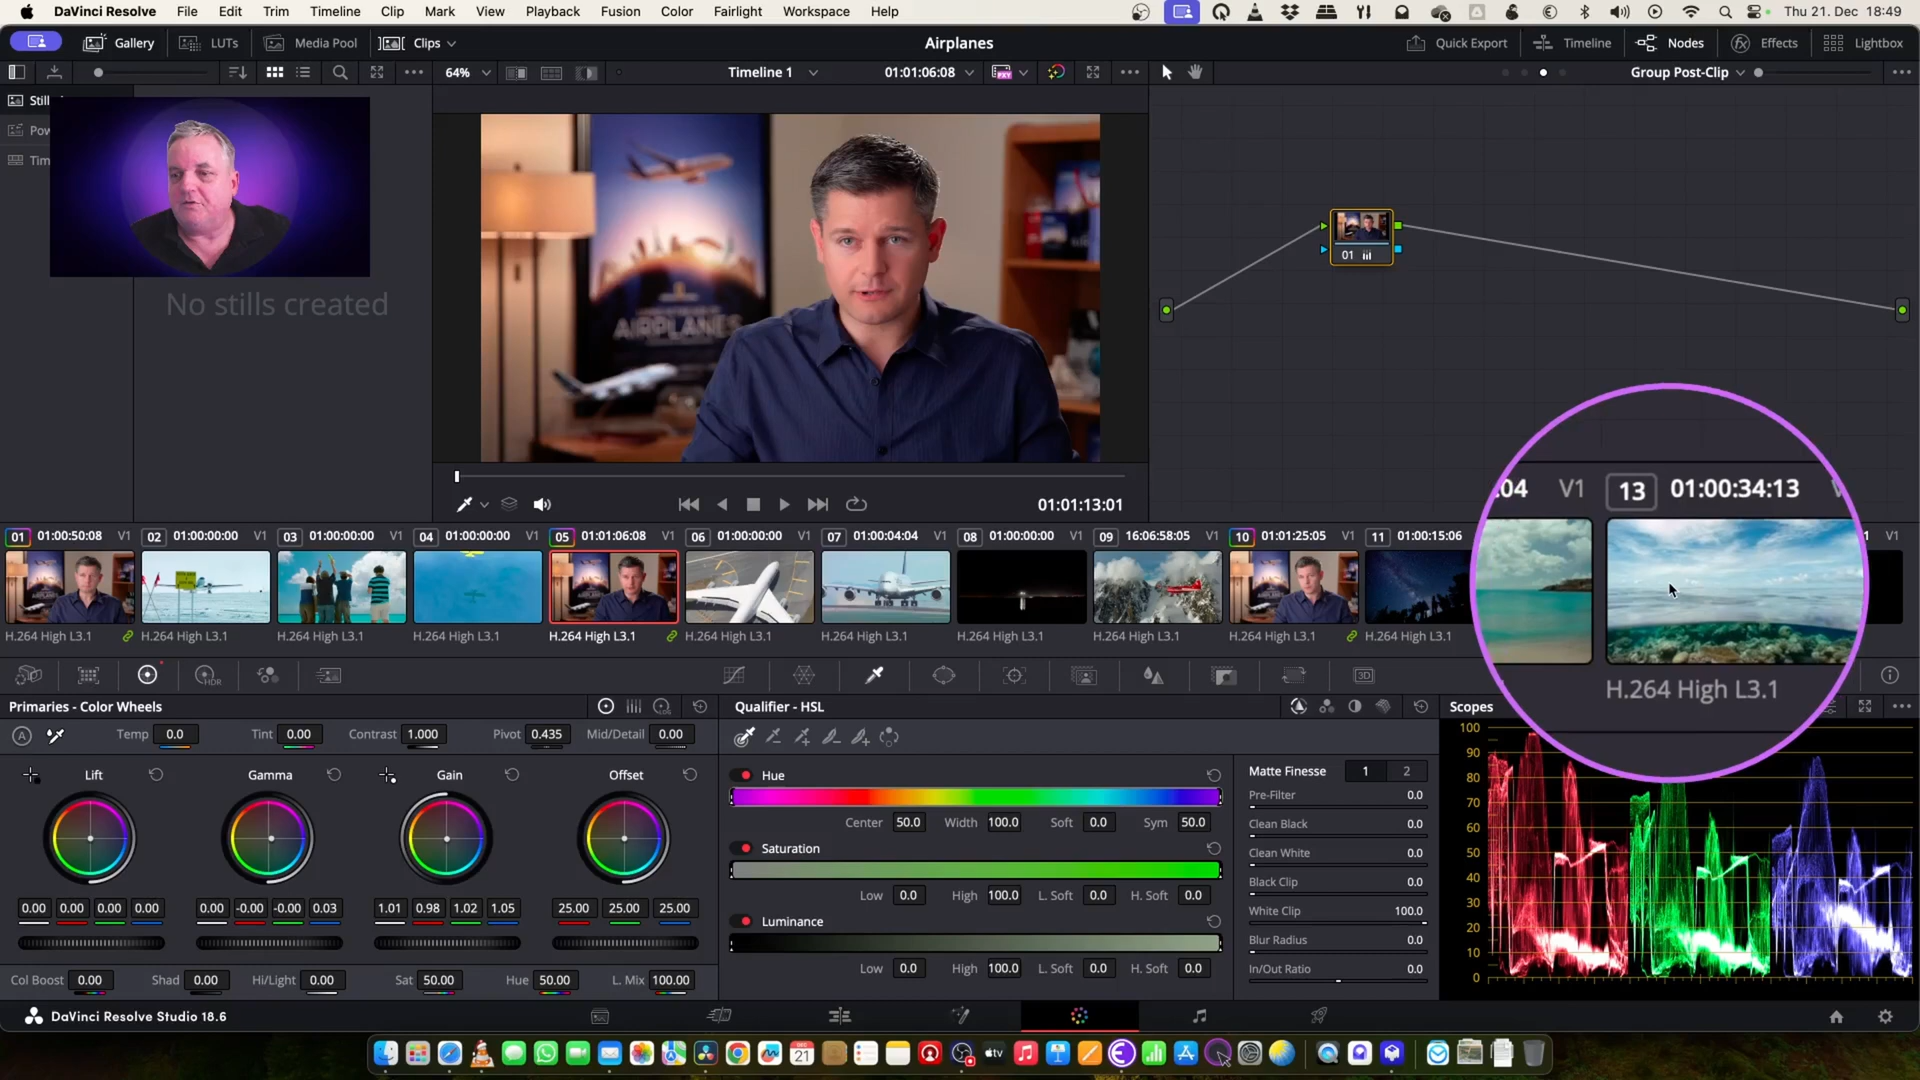 DaVinci Resolve File Edit Trim Timeline Clip Mark View Playback Fusion Color Fairlight Workspace Help Thu 21. Dec 18:49
Gallery LUTs Media Pool Clips Airplanes Quick Export Timeline Nodes Effects Lightbox
64% Timeline 1 01:01:06:08 Group Post-Clip
Still
Pow
Tim
No stills created
AIRPLANES
01
01:01:13:01
.04 V1 13 01:00:34:13
H.264 High L3.1
01 01:00:50:08 V1 02 01:00:00:00 V1 03 01:00:00:00 V1 04 01:00:00:00 V1 05 01:01:06:08 V1 06 01:00:00:00 V1 07 01:00:04:04 V1 08 01:00:00:00 V1 09 16:06:58:05 V1 10 01:01:25:05 V1 11 01:00:15:06 V1
H.264 High L3.1 H.264 High L3.1 H.264 High L3.1 H.264 High L3.1 H.264 High L3.1 H.264 High L3.1 H.264 High L3.1 H.264 High L3.1 H.264 High L3.1 H.264 High L3.1 H.264 High L3.1
HDR 3D
Primaries - Color Wheels LOG Qualifier - HSL Scopes
A Temp 0.0 Tint 0.00 Contrast 1.000 Pivot 0.435 Mid/Detail 0.00
Lift Gamma Gain Offset
0.00 0.00 0.00 0.00 0.00 -0.00 -0.00 0.03 1.01 0.98 1.02 1.05 25.00 25.00 25.00
Col Boost 0.00 Shad 0.00 Hi/Light 0.00 Sat 50.00 Hue 50.00 L. Mix 100.00
Hue
Center 50.0 Width 100.0 Soft 0.0 Sym 50.0
Saturation
Low 0.0 High 100.0 L. Soft 0.0 H. Soft 0.0
Luminance
Low 0.0 High 100.0 L. Soft 0.0 H. Soft 0.0
Matte Finesse 1 2
Pre-Filter 0.0
Clean Black 0.0
Clean White 0.0
Black Clip 0.0
White Clip 100.0
Blur Radius 0.0
In/Out Ratio 0.0
100
90
80
70
60
50
40
30
20
10
0
DaVinci Resolve Studio 18.6
DEC 21 tv